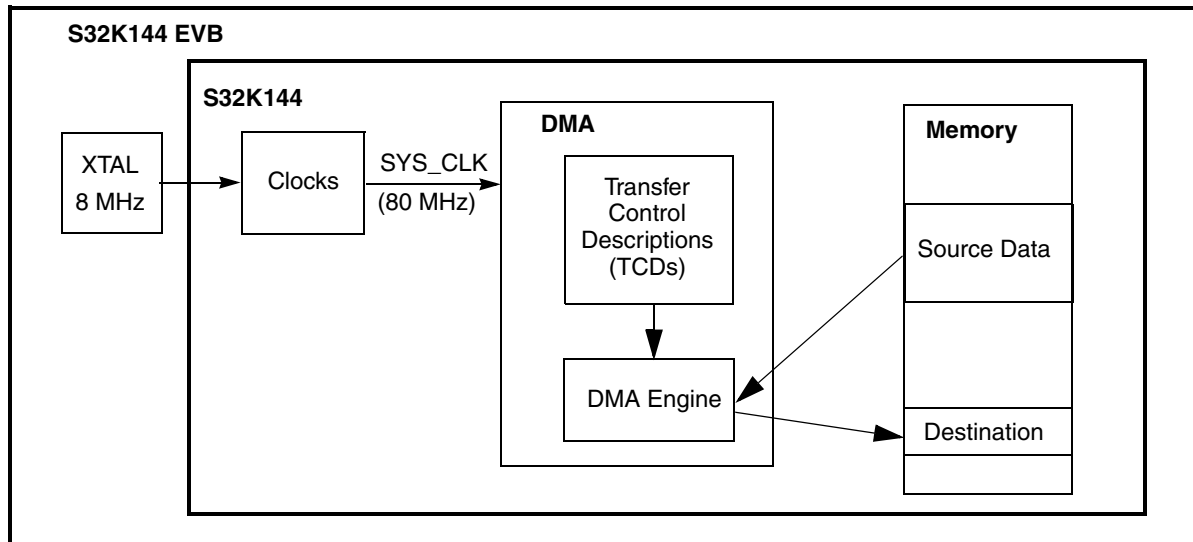 S32K144 EVB
S32K144
XTAL
8 MHz
Clocks
SYS_CLK
(80 MHz)
DMA
Transfer
Control
Descriptions
(TCDs)
DMA Engine
Memory
Source Data
Destination